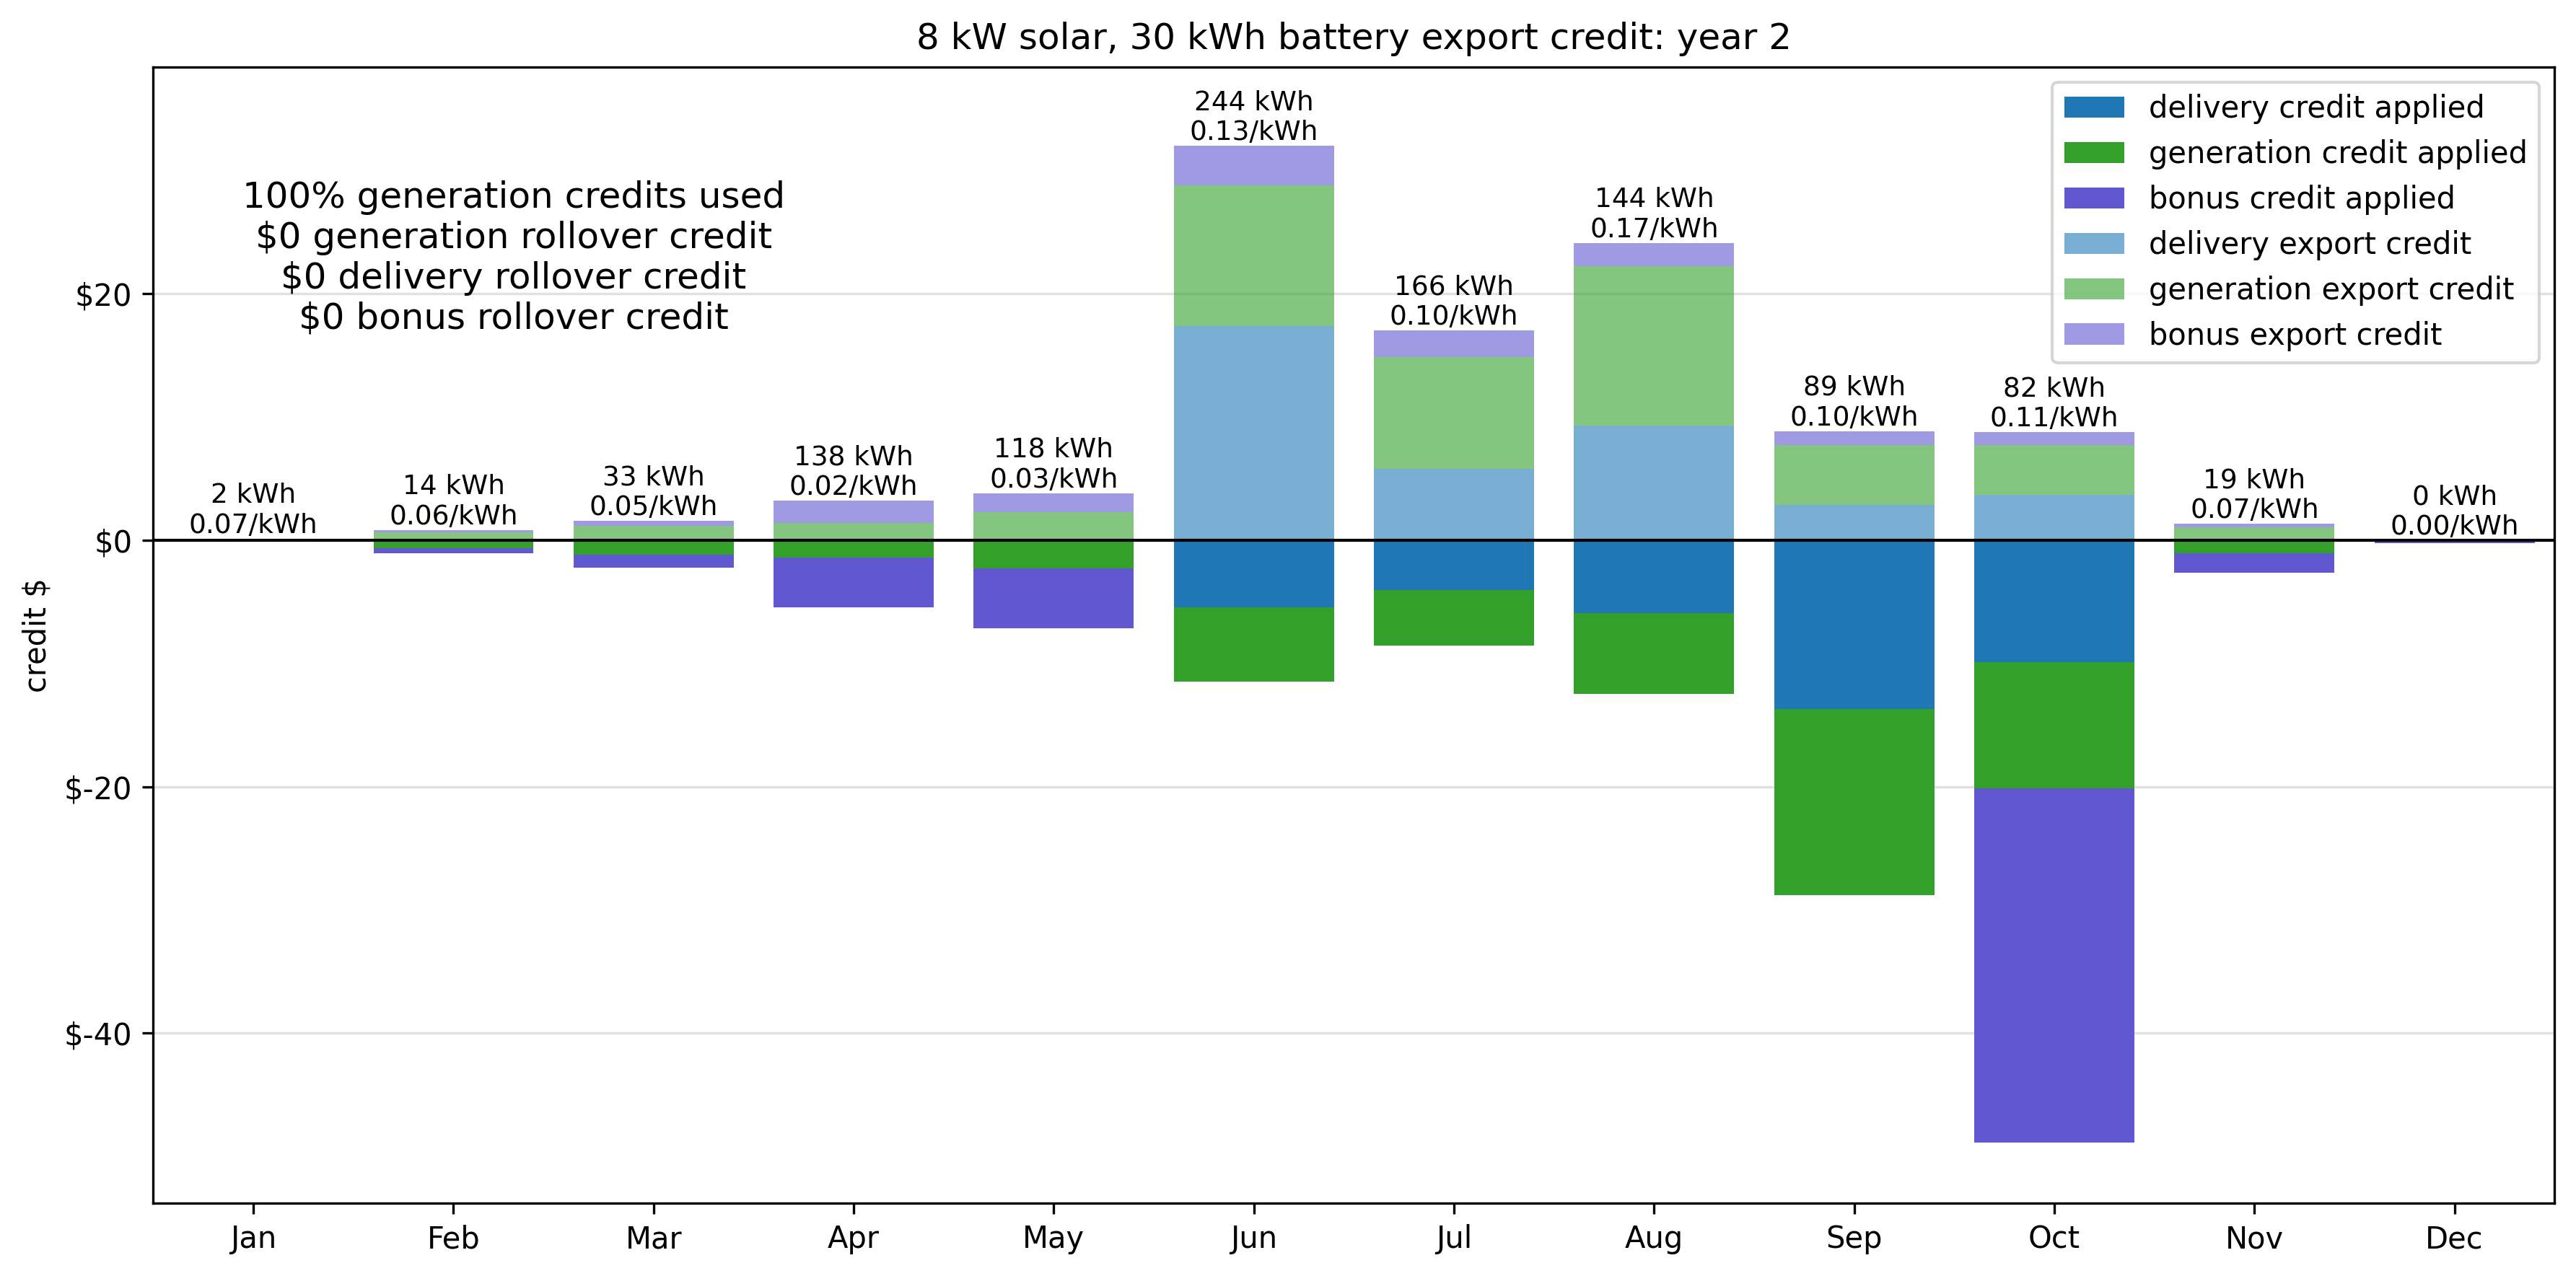 8 kW solar, 30 kWh battery export credit: year 2
244 kWh
0.13/kWh
delivery credit applied
generation credit applied
bonus credit applied
delivery export credit
generation export credit
bonus export credit
100% generation credits used
$0 generation rollover credit
$0 delivery rollover credit
$0 bonus rollover credit
144 kWh
0.17/kWh
166 kWh
0.10/kWh
89 kWh
0.10/kWh
82 kWh
0.11/kWh
138 kWh
0.02/kWh
118 kWh
0.03/kWh
2 kWh
0.07/kWh
14 kWh
0.06/kWh
33 kWh
0.05/kWh
19 kWh
0.07/kWh
0 kWh
0.00/kWh
$20
$0
$-20
$-40
credit $
Jan
Feb
Mar
Apr
May
Jun
Jul
Aug
Sep
Oct
Nov
Dec